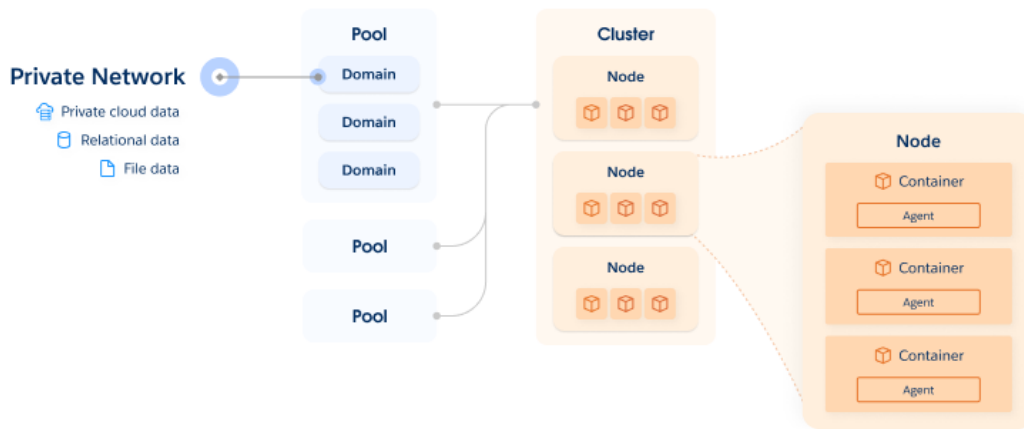 Private Network
Private cloud data
Relational data
File data
Pool
Domain
Domain
Domain
Pool
Pool
Cluster
Node
Node
Node
Node
Container
Agent
Container
Agent
Container
Agent